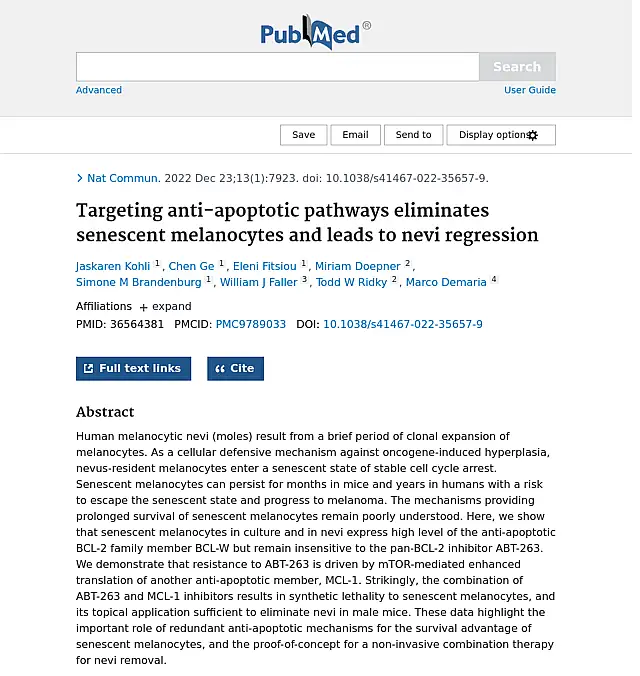 PubMed®
Search
Advanced
User Guide
Save
Email
Send to
Display options
Nat Commun. 2022 Dec 23;13(1):7923. doi: 10.1038/s41467-022-35657-9.
Targeting anti-apoptotic pathways eliminates
senescent melanocytes and leads to nevi regression
Jaskaren Kohli 1, Chen Ge 1, Eleni Fitsiou 1, Miriam Doepner 2,
Simone M Brandenburg 1, William J Faller 3, Todd W Ridky 2, Marco Demaria 4
Affiliations + expand
PMID: 36564381 PMCID: PMC9789033 DOI: 10.1038/s41467-022-35657-9
Full text links
Cite
Abstract
Human melanocytic nevi (moles) result from a brief period of clonal expansion of
melanocytes. As a cellular defensive mechanism against oncogene-induced hyperplasia,
nevus-resident melanocytes enter a senescent state of stable cell cycle arrest.
Senescent melanocytes can persist for months in mice and years in humans with a risk
to escape the senescent state and progress to melanoma. The mechanisms providing
prolonged survival of senescent melanocytes remain poorly understood. Here, we show
that senescent melanocytes in culture and in nevi express high level of the anti-apoptotic
BCL-2 family member BCL-W but remain insensitive to the pan-BCL-2 inhibitor ABT-263.
We demonstrate that resistance to ABT-263 is driven by mTOR-mediated enhanced
translation of another anti-apoptotic member, MCL-1. Strikingly, the combination of
ABT-263 and MCL-1 inhibitors results in synthetic lethality to senescent melanocytes, and
its topical application sufficient to eliminate nevi in male mice. These data highlight the
important role of redundant anti-apoptotic mechanisms for the survival advantage of
senescent melanocytes, and the proof-of-concept for a non-invasive combination therapy
for nevi removal.